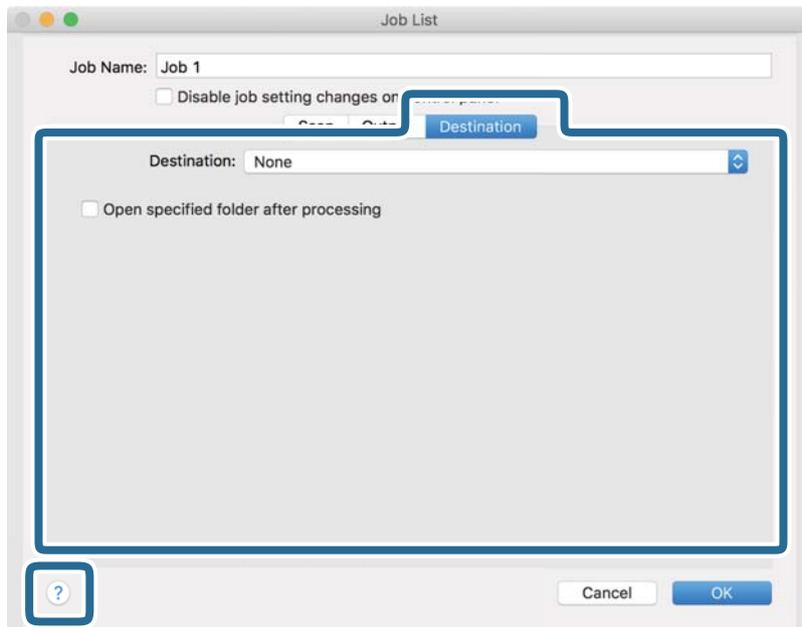 Job List
Job Name: Job 1
Disable job setting changes on
Destination
Destination: None
Open specified folder after processing
?
Cancel OK